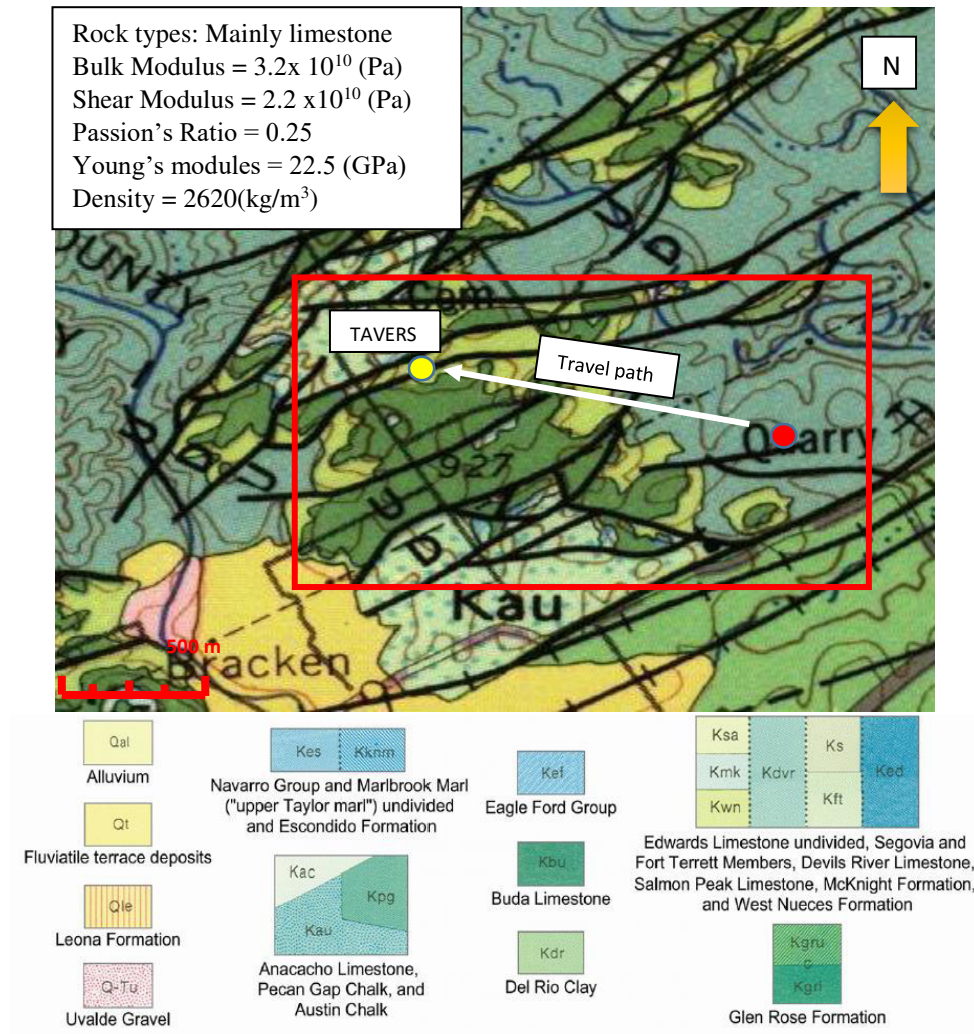 Rock types: Mainly limestone
Bulk Modulus = 3.2x 10¹⁰ (Pa)
Shear Modulus = 2.2 x10¹⁰ (Pa)
Passion's Ratio = 0.25
Young's modules = 22.5 (GPa)
Density = 2620(kg/m³)
N
OUNTY
U
D
Com
TAVERS
Travel path
Quarry
D
U
9-27
U
D
Kau
500 m
Bracken
Qal
Alluvium
Qt
Fluviatile terrace deposits
Qle
Leona Formation
Q-Tu
Uvalde Gravel
Kes
Kknm
Navarro Group and Marlbrook Marl
("upper Taylor marl") undivided
and Escondido Formation
Kac
Kpg
Kau
Anacacho Limestone,
Pecan Gap Chalk, and
Austin Chalk
Kef
Eagle Ford Group
Kbu
Buda Limestone
Kdr
Del Rio Clay
Ksa
Kmk
Kwn
Kdvr
Ks
Kft
Ked
Edwards Limestone undivided, Segovia and
Fort Terrett Members, Devils River Limestone,
Salmon Peak Limestone, McKnight Formation,
and West Nueces Formation
Kgru
Kgrl
Glen Rose Formation